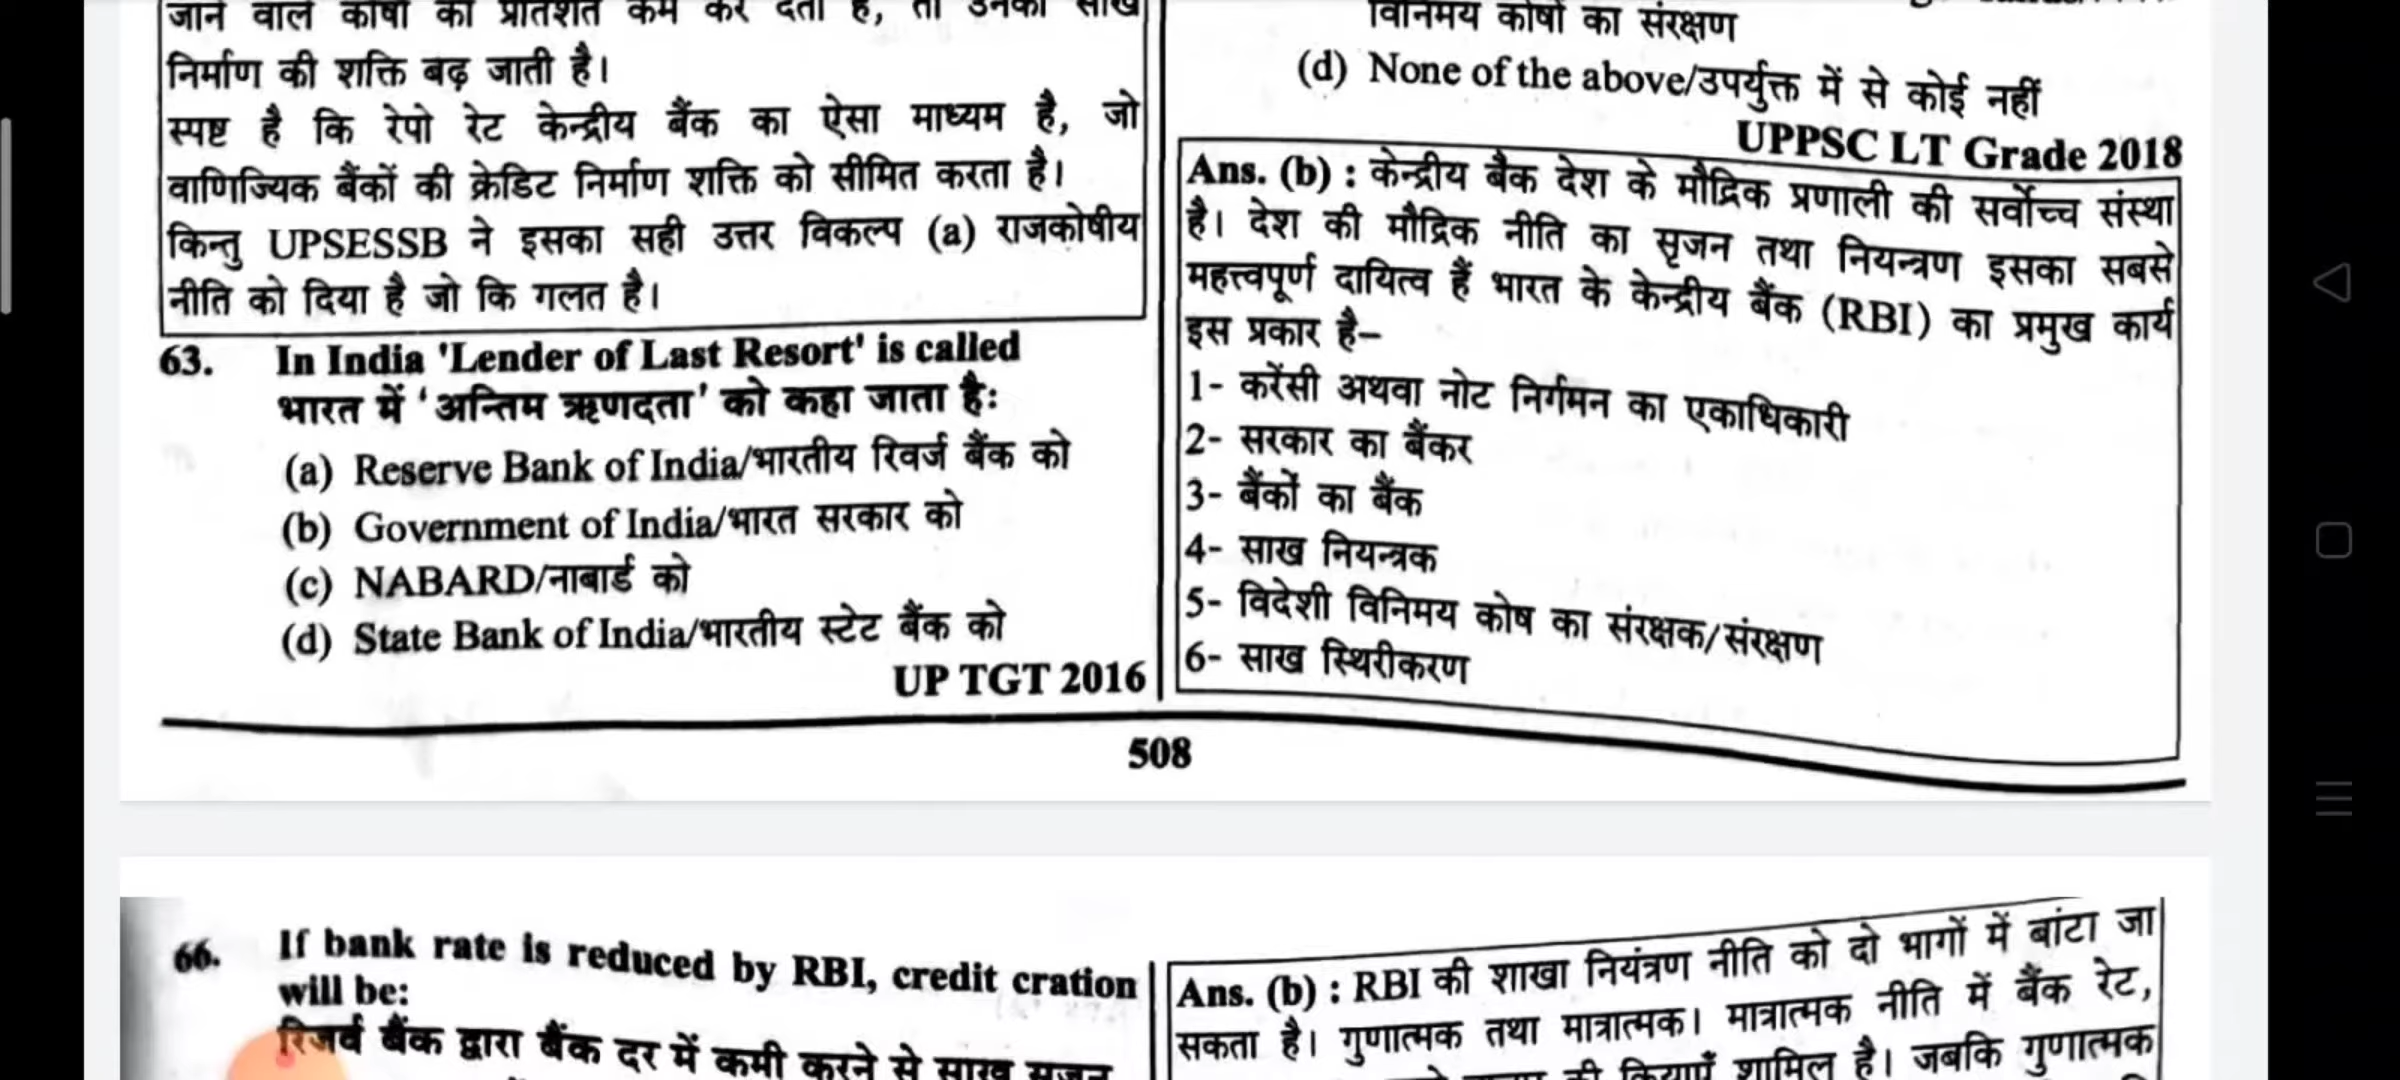 निर्माण की शक्ति बढ़ जाती है।
स्पष्ट है कि रेपो रेट केन्द्रीय बैंक का ऐसा माध्यम है, जो
वाणिज्यिक बैंकों की क्रेडिट निर्माण शक्ति को सीमित करता है।
किन्तु UPSESSB ने इसका सही उत्तर विकल्प (a) राजकोषीय
नीति को दिया है जो कि गलत है।
63. In India 'Lender of Last Resort' is called
भारत में 'अन्तिम ऋणदता' को कहा जाता है:
(a) Reserve Bank of India/भारतीय रिवर्ज बैंक को
(b) Government of India/भारत सरकार को
(c) NABARD/नाबार्ड को
(d) State Bank of India/भारतीय स्टेट बैंक को
UP TGT 2016
विनिमय कोषों का संरक्षण
(d) None of the above/उपर्युक्त में से कोई नहीं
UPPSC LT Grade 2018
Ans. (b) : केन्द्रीय बैक देश के मौद्रिक प्रणाली की सर्वोच्च संस्था
है। देश की मौद्रिक नीति का सृजन तथा नियन्त्रण इसका सबसे
महत्त्वपूर्ण दायित्व हैं भारत के केन्द्रीय बैंक (RBI) का प्रमुख कार्य
इस प्रकार है–
1- करेंसी अथवा नोट निर्गमन का एकाधिकारी
2- सरकार का बैंकर
3- बैंकों का बैंक
4- साख नियन्त्रक
5- विदेशी विनिमय कोष का संरक्षक/संरक्षण
6- साख स्थिरीकरण
508
66. If bank rate is reduced by RBI, credit cration
will be:
रिजर्व बैंक द्वारा बैंक दर में कमी करने से साख सृजन
Ans. (b) : RBI की शाखा नियंत्रण नीति को दो भागों में बांटा जा
सकता है। गुणात्मक तथा मात्रात्मक। मात्रात्मक नीति में बैंक रेट,
की क्रियाएँ शामिल है। जबकि गुणात्मक